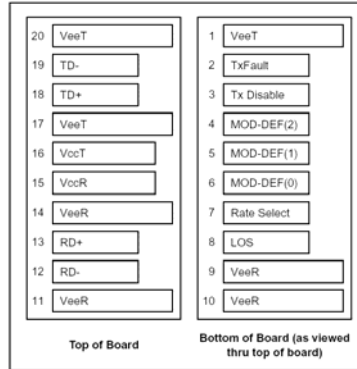 20 VeeT
19 TD-
18 TD+
17 VeeT
16 VccT
15 VccR
14 VeeR
13 RD+
12 RD-
11 VeeR
Top of Board
1 VeeT
2 TxFault
3 Tx Disable
4 MOD-DEF(2)
5 MOD-DEF(1)
6 MOD-DEF(0)
7 Rate Select
8 LOS
9 VeeR
10 VeeR
Bottom of Board (as viewed
thru top of board)